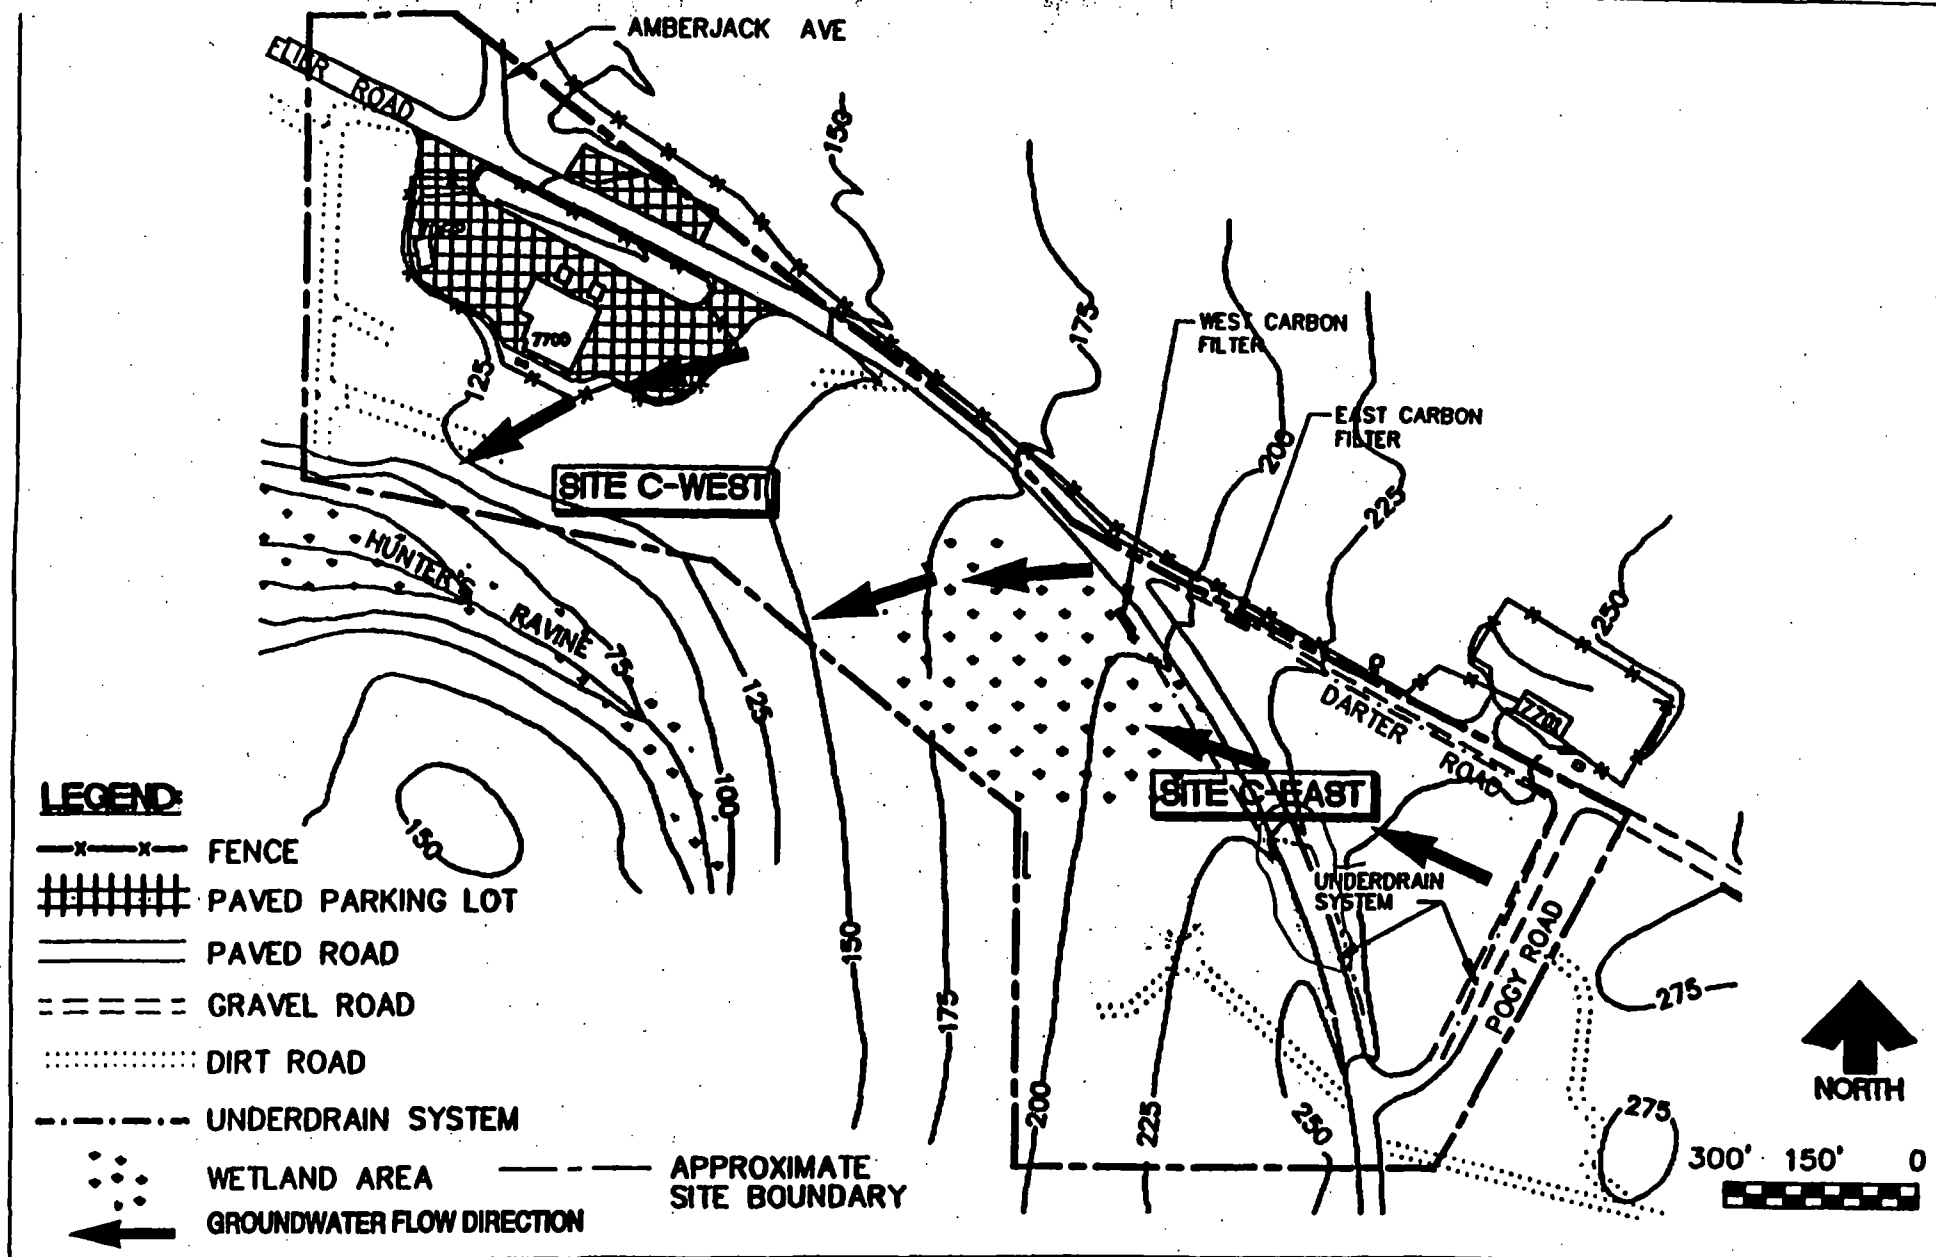 AMBERJACK AVE
FLIER ROAD
150
175
WEST CARBON
FILTER
7700
125
EAST CARBON
FILTER
200
225
SITE C-WEST
HUNTER'S
RAVINE
75
250
125
DARTER
ROAD
7701
100
SITE C-EAST
150
UNDERDRAIN
SYSTEM
150
175
POGY ROAD
275
200
225
250
275
LEGEND:
FENCE
PAVED PARKING LOT
PAVED ROAD
GRAVEL ROAD
DIRT ROAD
UNDERDRAIN SYSTEM
WETLAND AREA
APPROXIMATE
SITE BOUNDARY
GROUNDWATER FLOW DIRECTION
NORTH
300' 150' 0